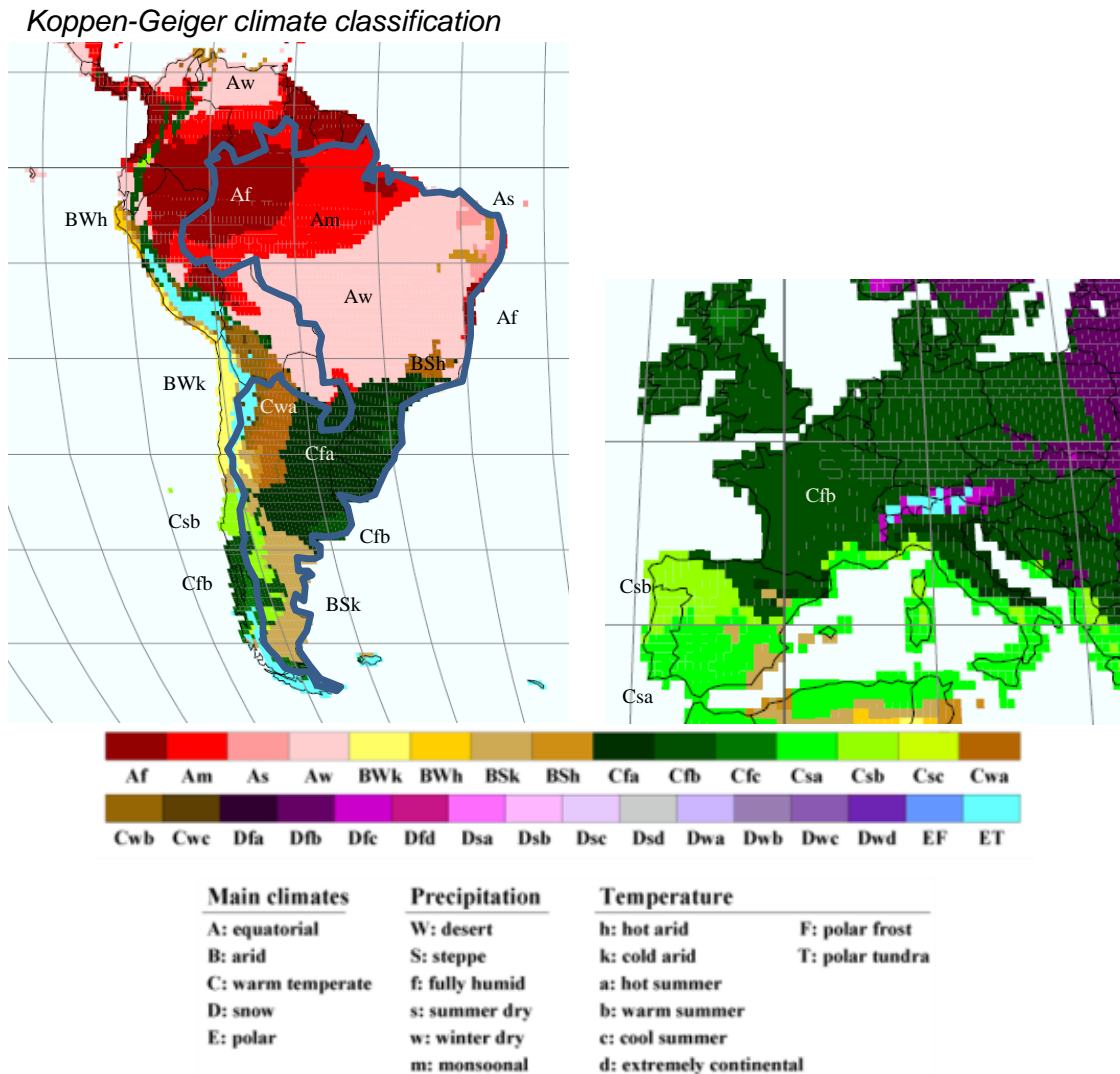 Koppen-Geiger climate classification
Aw
Af
As
BWh
Am
Aw
Af
BSh
BWk
Cwa
Cfa
Csb
Cfb
Cfb
BSk
Cfb
Csb
Csa
Af Am As Aw BWk BWh BSk BSh Cfa Cfb Cfc Csa Csb Csc Cwa
Cwb Cwc Dfa Dfb Dfc Dfd Dsa Dsb Dsc Dsd Dwa Dwb Dwc Dwd EF ET
Main climates Precipitation Temperature
A: equatorial W: desert h: hot arid F: polar frost
B: arid S: steppe k: cold arid T: polar tundra
C: warm temperate f: fully humid a: hot summer
D: snow s: summer dry b: warm summer
E: polar w: winter dry c: cool summer
m: monsoonal d: extremely continental